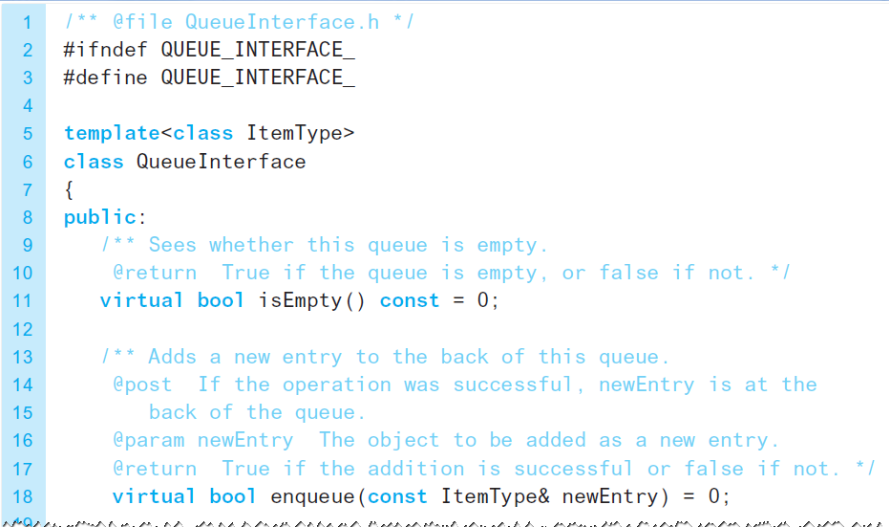 1 /** @file QueueInterface.h */
2 #ifndef QUEUE_INTERFACE_
3 #define QUEUE_INTERFACE_
4
5 template<class ItemType>
6 class QueueInterface
7 {
8 public:
9 /** Sees whether this queue is empty.
10 @return True if the queue is empty, or false if not. */
11 virtual bool isEmpty() const = 0;
12
13 /** Adds a new entry to the back of this queue.
14 @post If the operation was successful, newEntry is at the
15 back of the queue.
16 @param newEntry The object to be added as a new entry.
17 @return True if the addition is successful or false if not. */
18 virtual bool enqueue(const ItemType& newEntry) = 0;